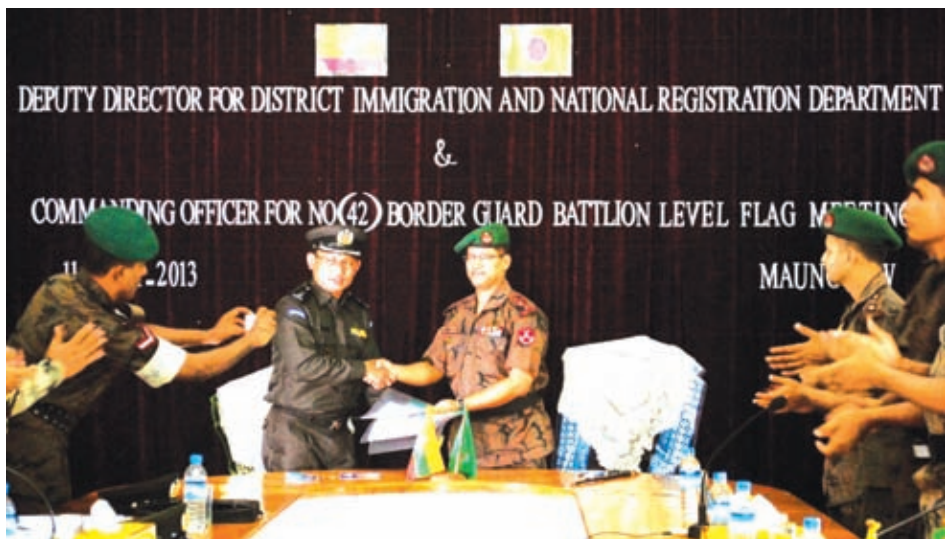 DEPUTY DIRECTOR FOR DISTRICT IMMIGRATION AND NATIONAL REGISTRATION DEPARTMENT
&
COMMANDING OFFICER FOR NO(42) BORDER GUARD BATTLION LEVEL FLAG MEETING
2013